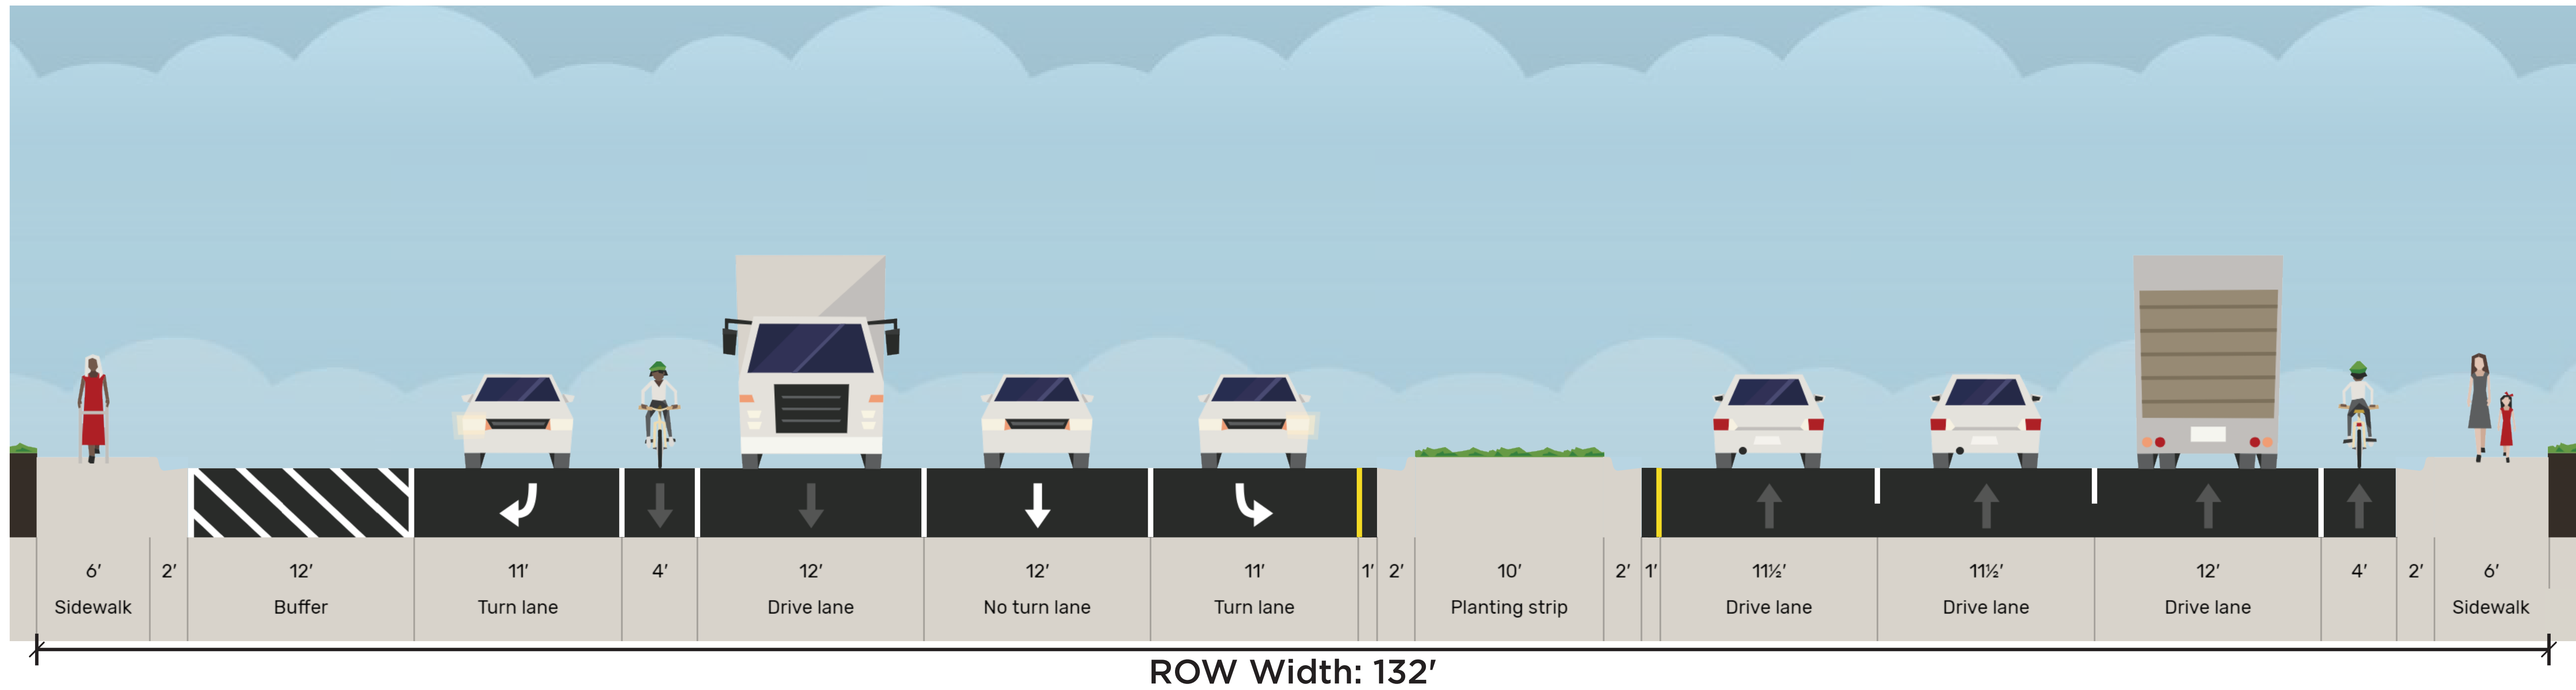 6′ 2′ 12′ 11′ 4′ 12′ 12′ 11′ 1′ 2′ 10′ 2′ 1′ 11½′ 11½′ 12′ 4′ 2′ 6′
Sidewalk Buffer Turn lane Drive lane No turn lane Turn lane Planting strip Drive lane Drive lane Drive lane Sidewalk
ROW Width: 132′